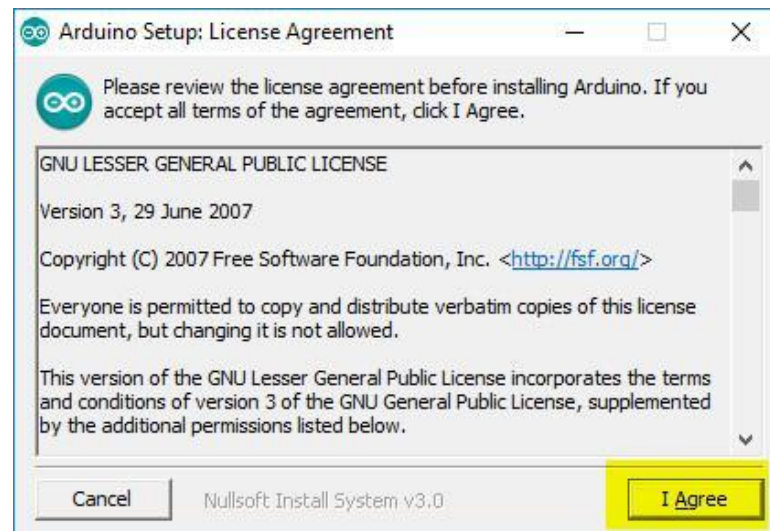 Arduino Setup: License Agreement
Please review the license agreement before installing Arduino. If you
accept all terms of the agreement, click I Agree.
GNU LESSER GENERAL PUBLIC LICENSE
Version 3, 29 June 2007
Copyright (C) 2007 Free Software Foundation, Inc. <http://fsf.org/>
Everyone is permitted to copy and distribute verbatim copies of this license
document, but changing it is not allowed.
This version of the GNU Lesser General Public License incorporates the terms
and conditions of version 3 of the GNU General Public License, supplemented
by the additional permissions listed below.
Cancel Nullsoft Install System v3.0 I Agree